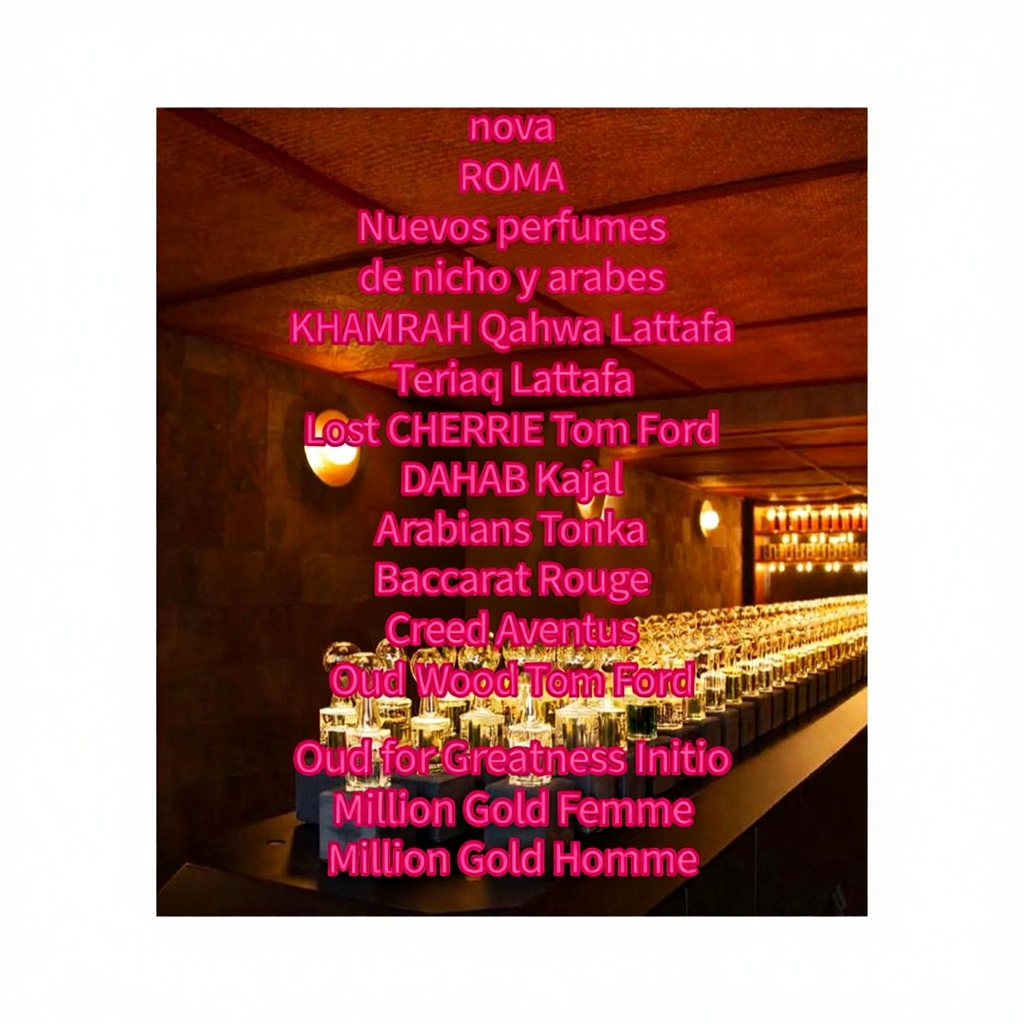 nova
ROMA
Nuevos perfumes
de nicho y arabes
KHAMRAH Qahwa Lattafa
Teriaq Lattafa
Lost CHERRIE Tom Ford
DAHAB Kajal
Arabians Tonka
Baccarat Rouge
Creed Aventus
Oud Wood Tom Ford
Oud for Greatness Initio
Million Gold Femme
Million Gold Homme